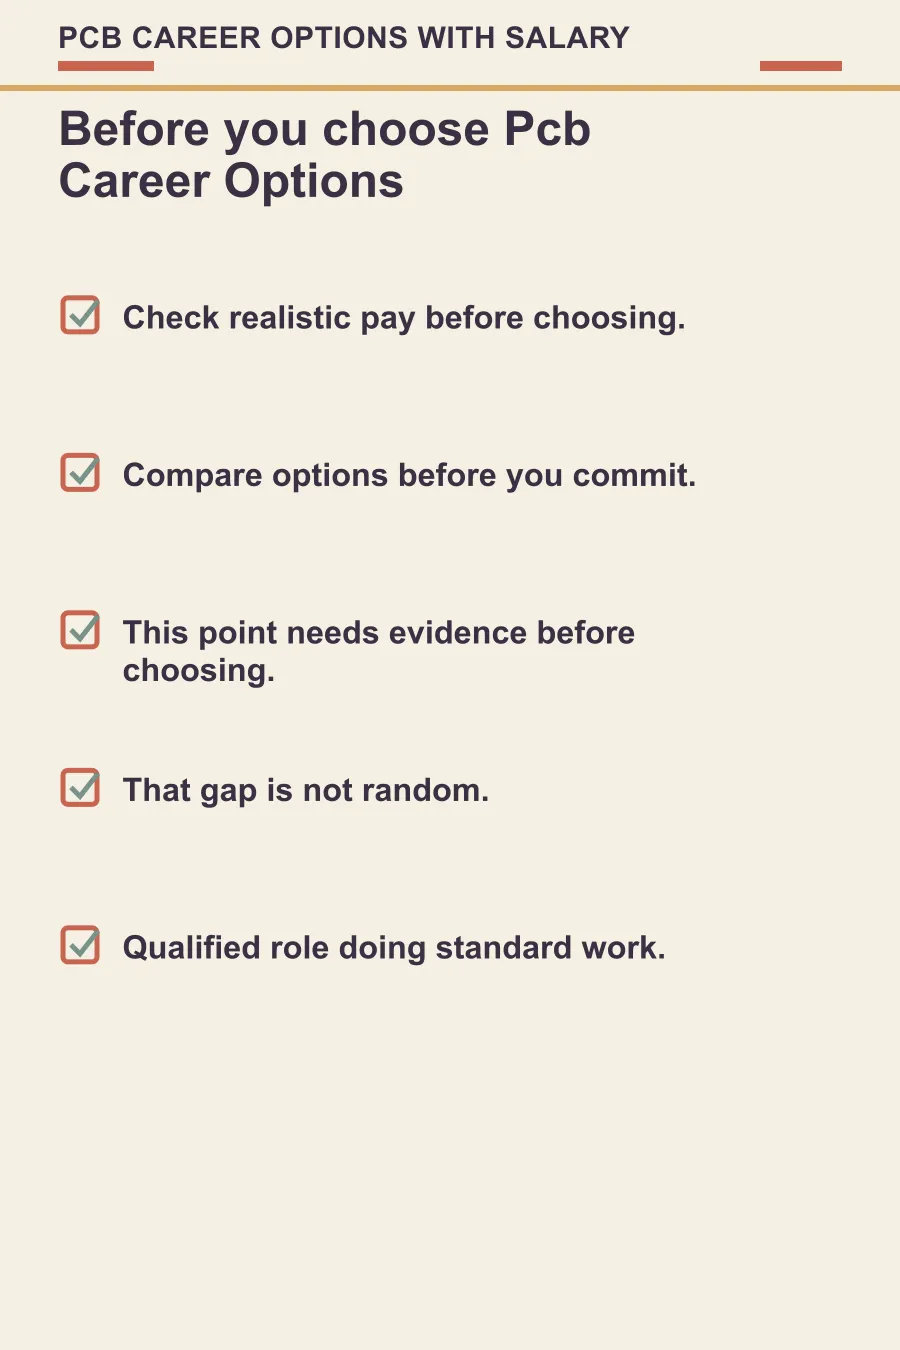 PCB CAREER OPTIONS WITH SALARY
Before you choose Pcb
Career Options
Check realistic pay before choosing.
Compare options before you commit.
This point needs evidence before
choosing.
That gap is not random.
Qualified role doing standard work.